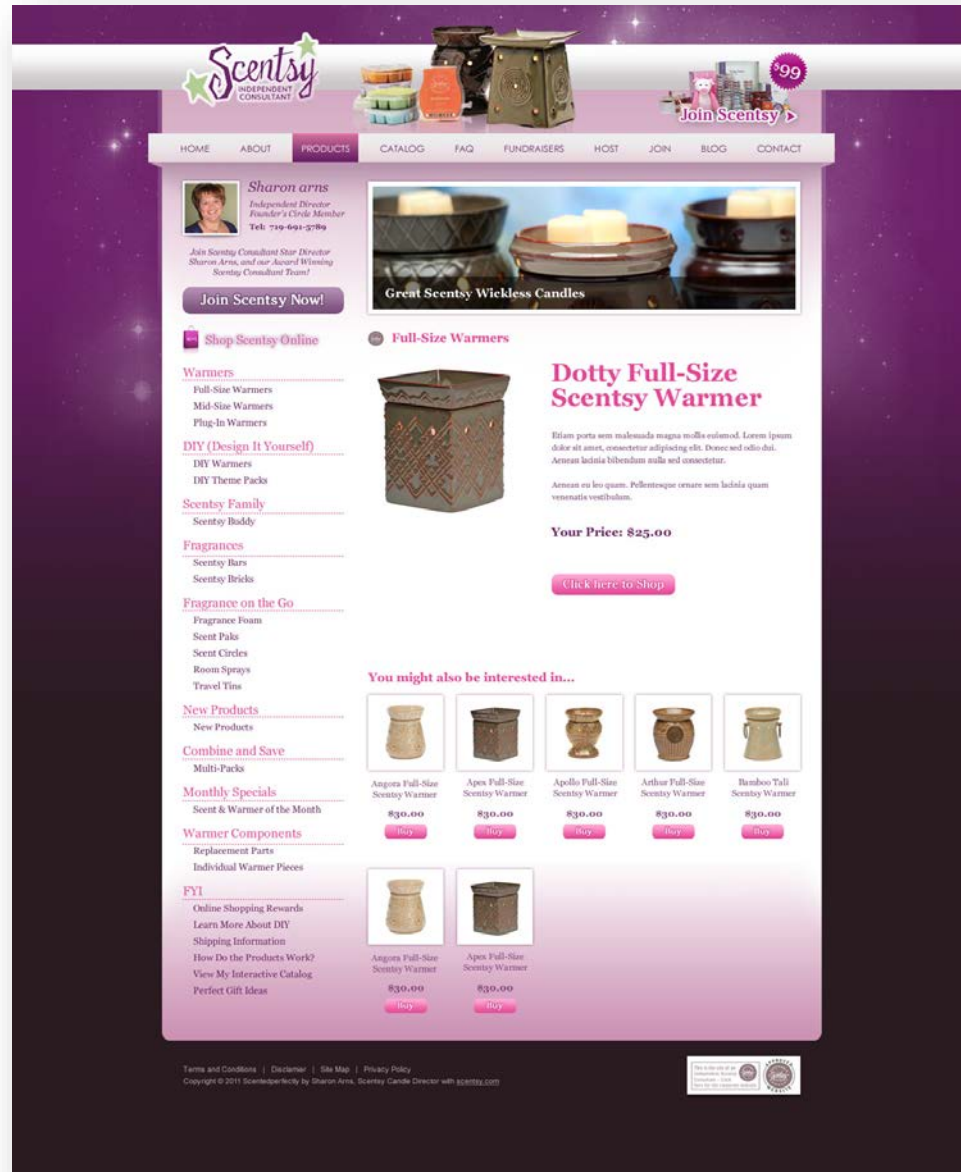 Scentsy
INDEPENDENT
CONSULTANT
$99
Join Scentsy
HOME ABOUT PRODUCTS CATALOG FAQ FUNDRAISERS HOST JOIN BLOG CONTACT
Sharon arns
Independent Director
Founder's Circle Member
Tel: 719-691-5789
Join Scentsy Consultant Star Director
Sharon Arns, and our Award Winning
Scentsy Consultant Team!
Join Scentsy Now!
Great Scentsy Wickless Candles
Shop Scentsy Online
Warmers
Full-Size Warmers
Mid-Size Warmers
Plug-In Warmers
DIY (Design It Yourself)
DIY Warmers
DIY Theme Packs
Scentsy Family
Scentsy Buddy
Fragrances
Scentsy Bars
Scentsy Bricks
Fragrance on the Go
Fragrance Foam
Scent Paks
Scent Circles
Room Sprays
Travel Tins
New Products
New Products
Combine and Save
Multi-Packs
Monthly Specials
Scent & Warmer of the Month
Warmer Components
Replacement Parts
Individual Warmer Pieces
FYI
Online Shopping Rewards
Learn More About DIY
Shipping Information
How Do the Products Work?
View My Interactive Catalog
Perfect Gift Ideas
Full-Size Warmers
Dotty Full-Size
Scentsy Warmer
Etiam porta sem malesuada magna mollis euismod. Lorem ipsum
dolor sit amet, consectetur adipiscing elit. Donec sed odio dui.
Aenean lacinia bibendum nulla sed consectetur.
Aenean eu leo quam. Pellentesque ornare sem lacinia quam
venenatis vestibulum.
Your Price: $25.00
Click here to Shop
You might also be interested in...
Angora Full-Size
Scentsy Warmer
$30.00
Buy
Apex Full-Size
Scentsy Warmer
$30.00
Buy
Apollo Full-Size
Scentsy Warmer
$30.00
Buy
Arthur Full-Size
Scentsy Warmer
$30.00
Buy
Bamboo Tali
Scentsy Warmer
$30.00
Buy
Angora Full-Size
Scentsy Warmer
$30.00
Buy
Apex Full-Size
Scentsy Warmer
$30.00
Buy
Terms and Conditions | Disclamier | Site Map | Privacy Policy
Copyright © 2011 Scentedperfectly by Sharon Arns, Scentsy Candle Director with scentsy.com